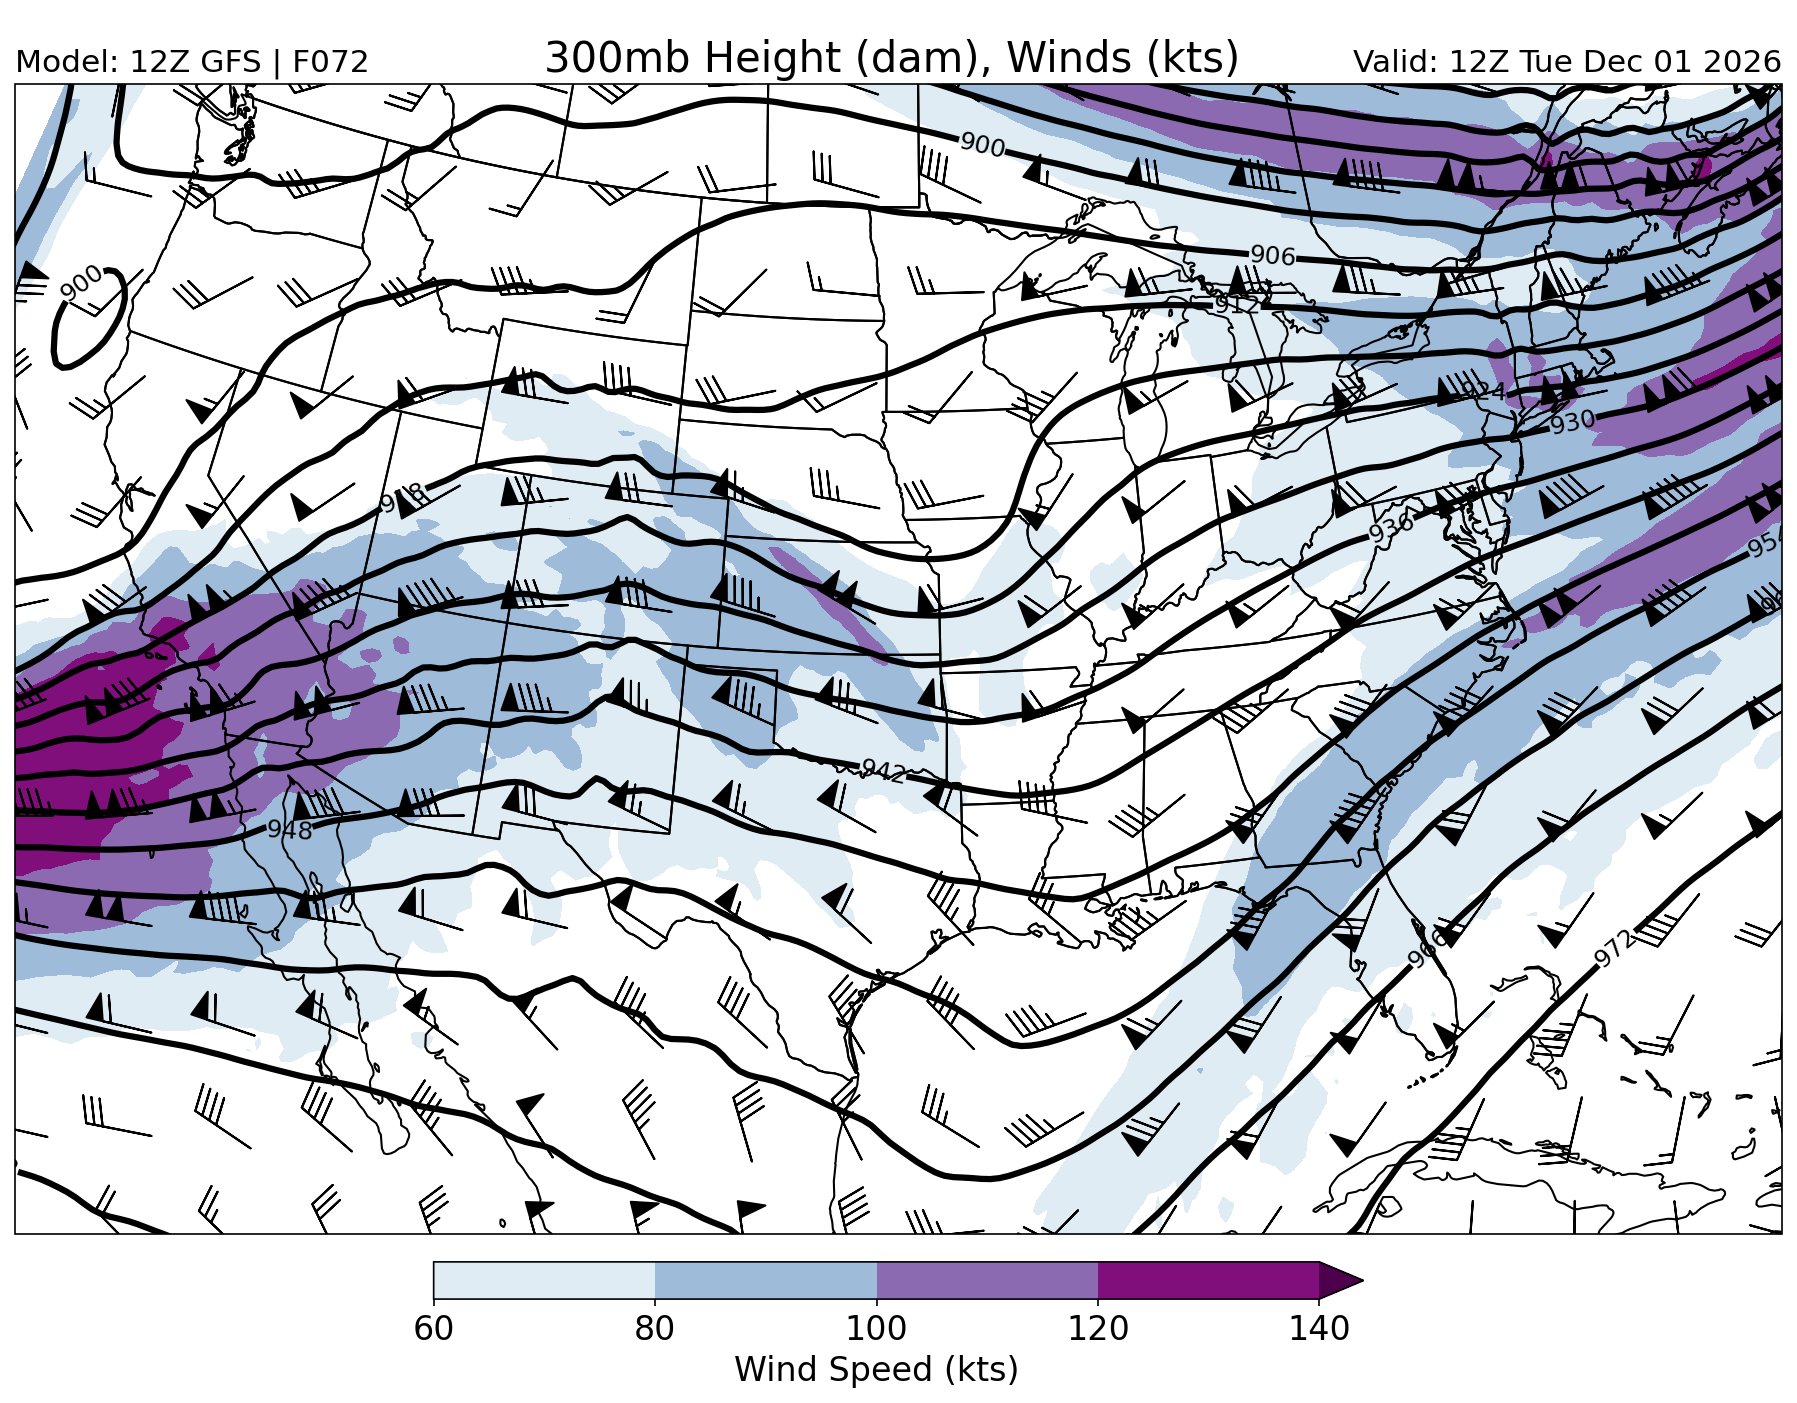 Model: 12Z GFS | F072
300mb Height (dam), Winds (kts)
Valid: 12Z Tue Dec 01 2026
900
900
906
912
924
930
918
936
954
942
948
966
972
60 80 100 120 140
Wind Speed (kts)